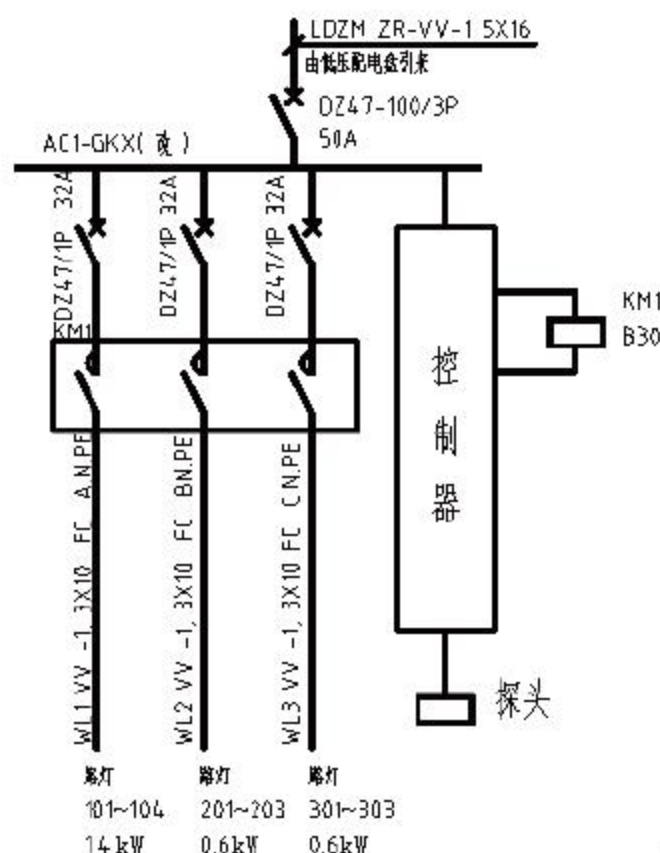 LDZM ZR-VV-1 5X16
由低压配电盘引来
DZ47-100/3P
50A
AC1-GKX(改)
DZ47/1P 32A
DZ47/1P 32A
DZ47/1P 32A
KM1
KM1
B30
控制器
WL1 VV -1, 3X10 FC A.N.PE
WL2 VV -1, 3X10 FC BN.PE
WL3 VV -1, 3X10 FC CN.PE
探头
路灯 路灯 路灯
101~104 201~203 301~303
1.4kW 0.6kW 0.6kW